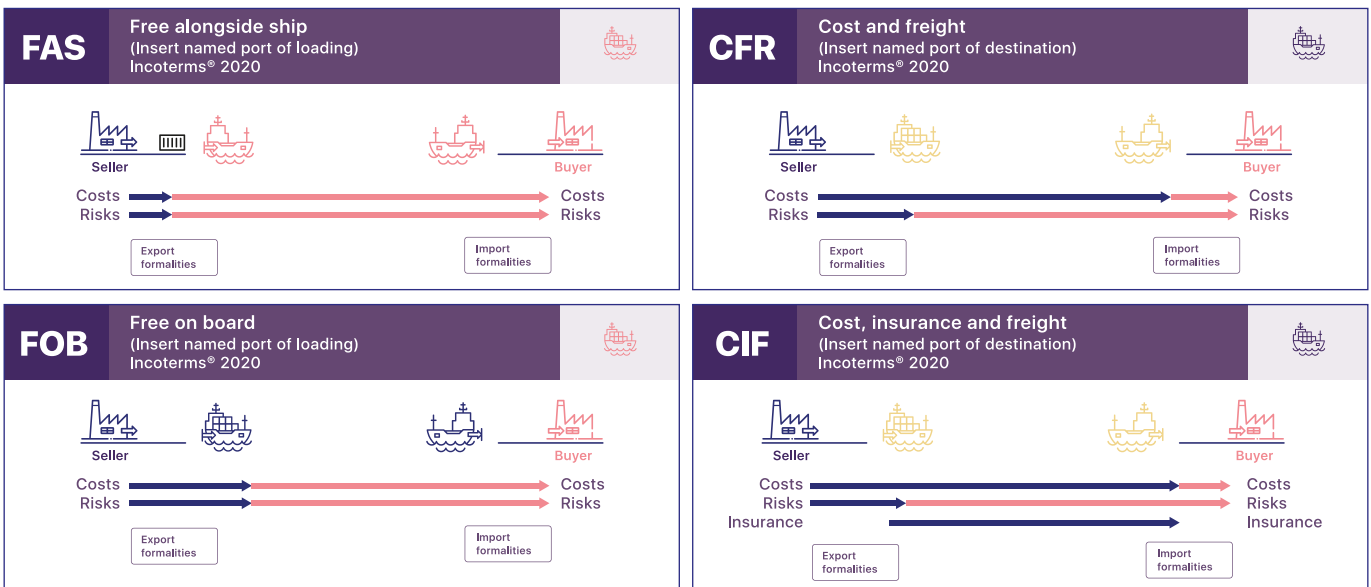 FAS
Free alongside ship
(Insert named port of loading)
Incoterms® 2020
Seller
Buyer
Costs
Costs
Risks
Risks
Export
formalities
Import
formalities
CFR
Cost and freight
(Insert named port of destination)
Incoterms® 2020
Seller
Buyer
Costs
Costs
Risks
Risks
Export
formalities
Import
formalities
FOB
Free on board
(Insert named port of loading)
Incoterms® 2020
Seller
Buyer
Costs
Costs
Risks
Risks
Export
formalities
Import
formalities
CIF
Cost, insurance and freight
(Insert named port of destination)
Incoterms® 2020
Seller
Buyer
Costs
Costs
Risks
Risks
Insurance
Insurance
Export
formalities
Import
formalities